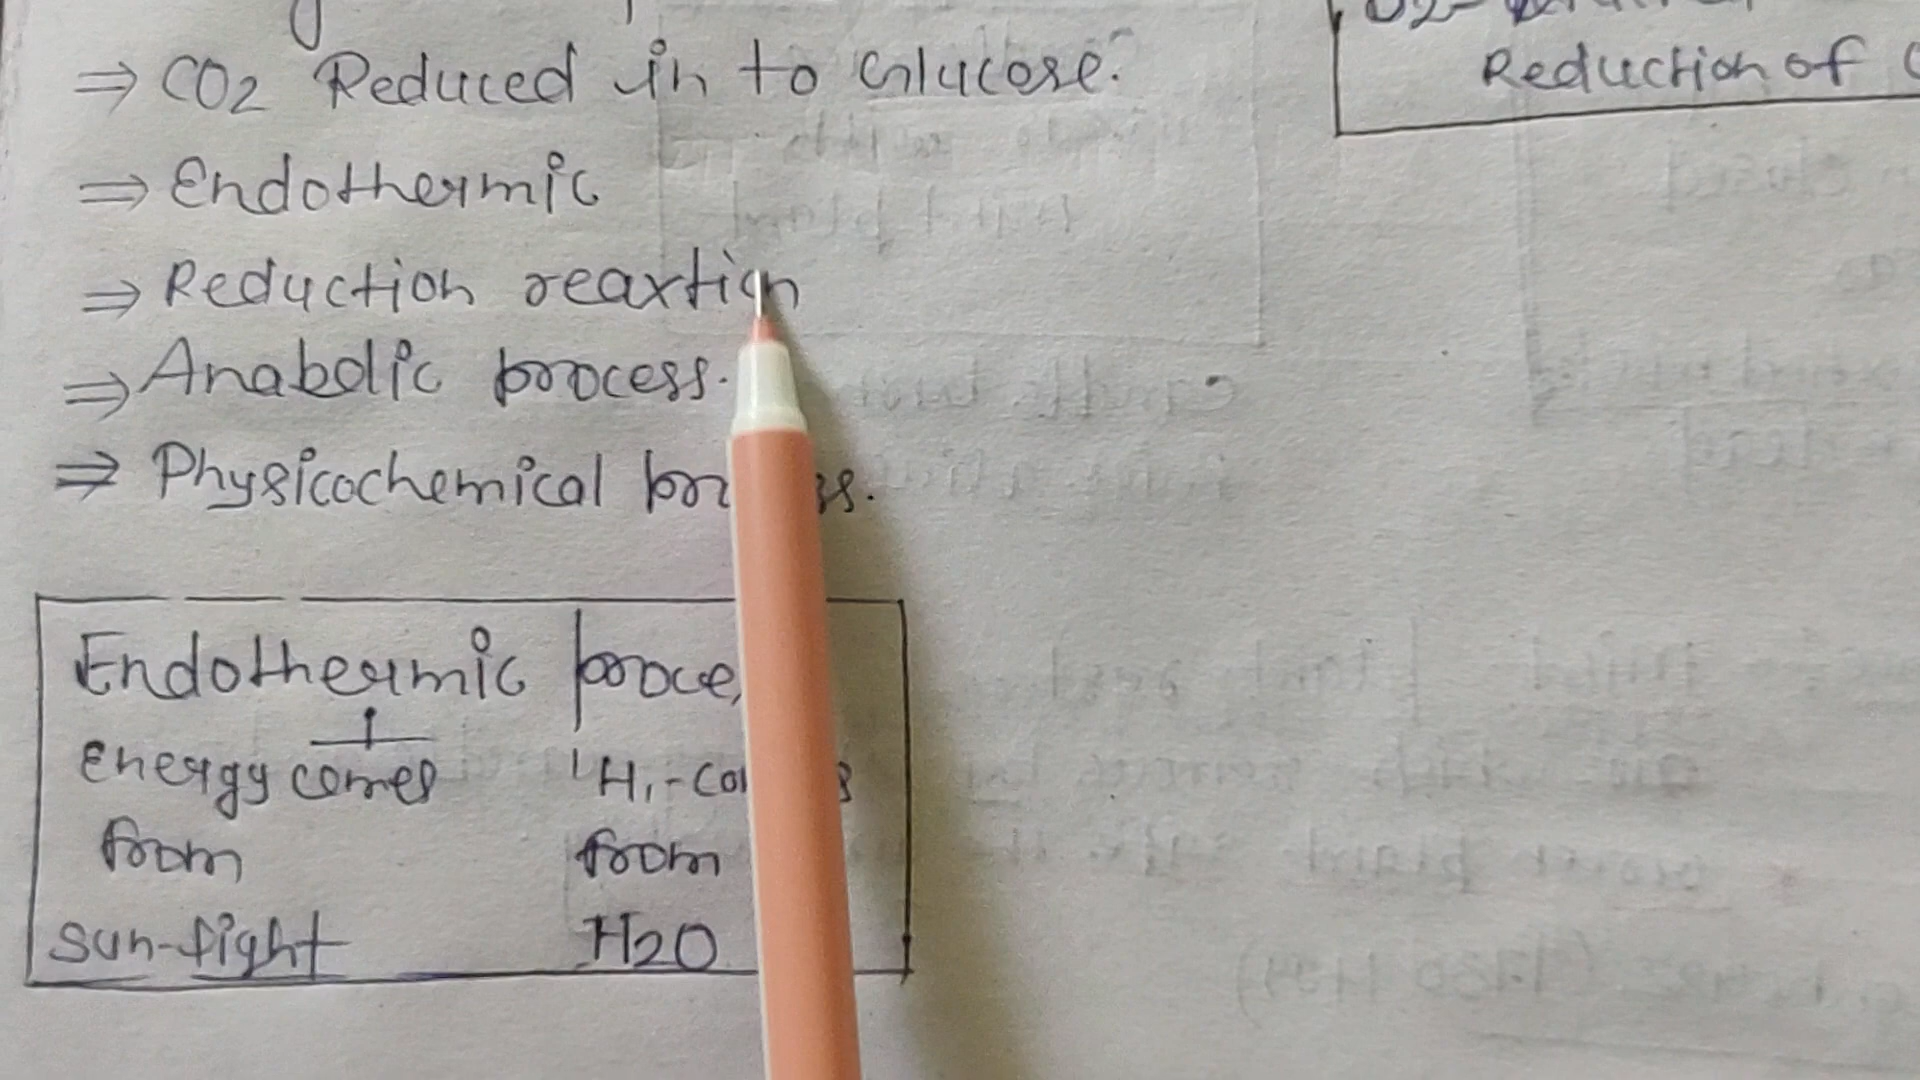 ⇒ CO2 Reduced in to Glucose.
⇒ Endothermic
⇒ Reduction reaxtion
⇒ Anabolic process.
⇒ Physicochemical
Endothermic
Energy comes
from
sun-light
from
H2O
Reduction of